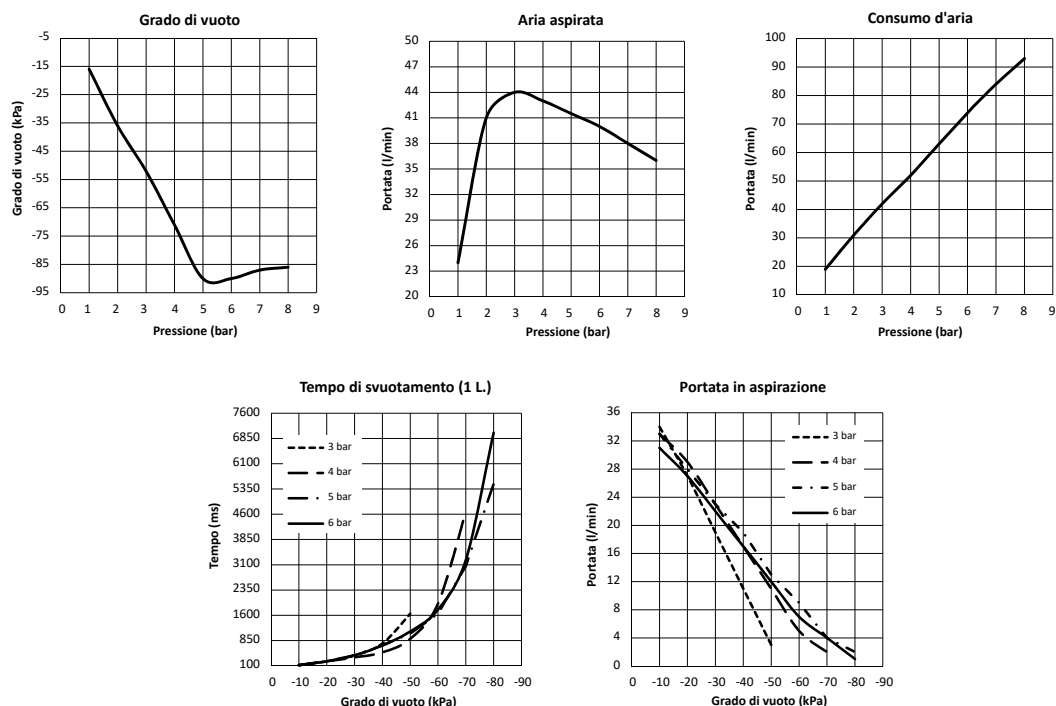 Grado di vuoto
Grado di vuoto (kPa)
-5
-15
-25
-35
-45
-55
-65
-75
-85
-95
0 1 2 3 4 5 6 7 8 9
Pressione (bar)
Aria aspirata
Portata (l/min)
50
47
44
41
38
35
32
29
26
23
20
0 1 2 3 4 5 6 7 8 9
Pressione (bar)
Consumo d'aria
Portata (l/min)
100
90
80
70
60
50
40
30
20
10
0 1 2 3 4 5 6 7 8 9
Pressione (bar)
Tempo di svuotamento (1 L.)
Tempo (ms)
7600
6850
6100
5350
4600
3850
3100
2350
1600
850
100
3 bar
4 bar
5 bar
6 bar
0 -10 -20 -30 -40 -50 -60 -70 -80 -90
Grado di vuoto (kPa)
Portata in aspirazione
Portata (l/min)
36
32
28
24
20
16
12
8
4
0
3 bar
4 bar
5 bar
6 bar
0 -10 -20 -30 -40 -50 -60 -70 -80 -90
Grado di vuoto (kPa)